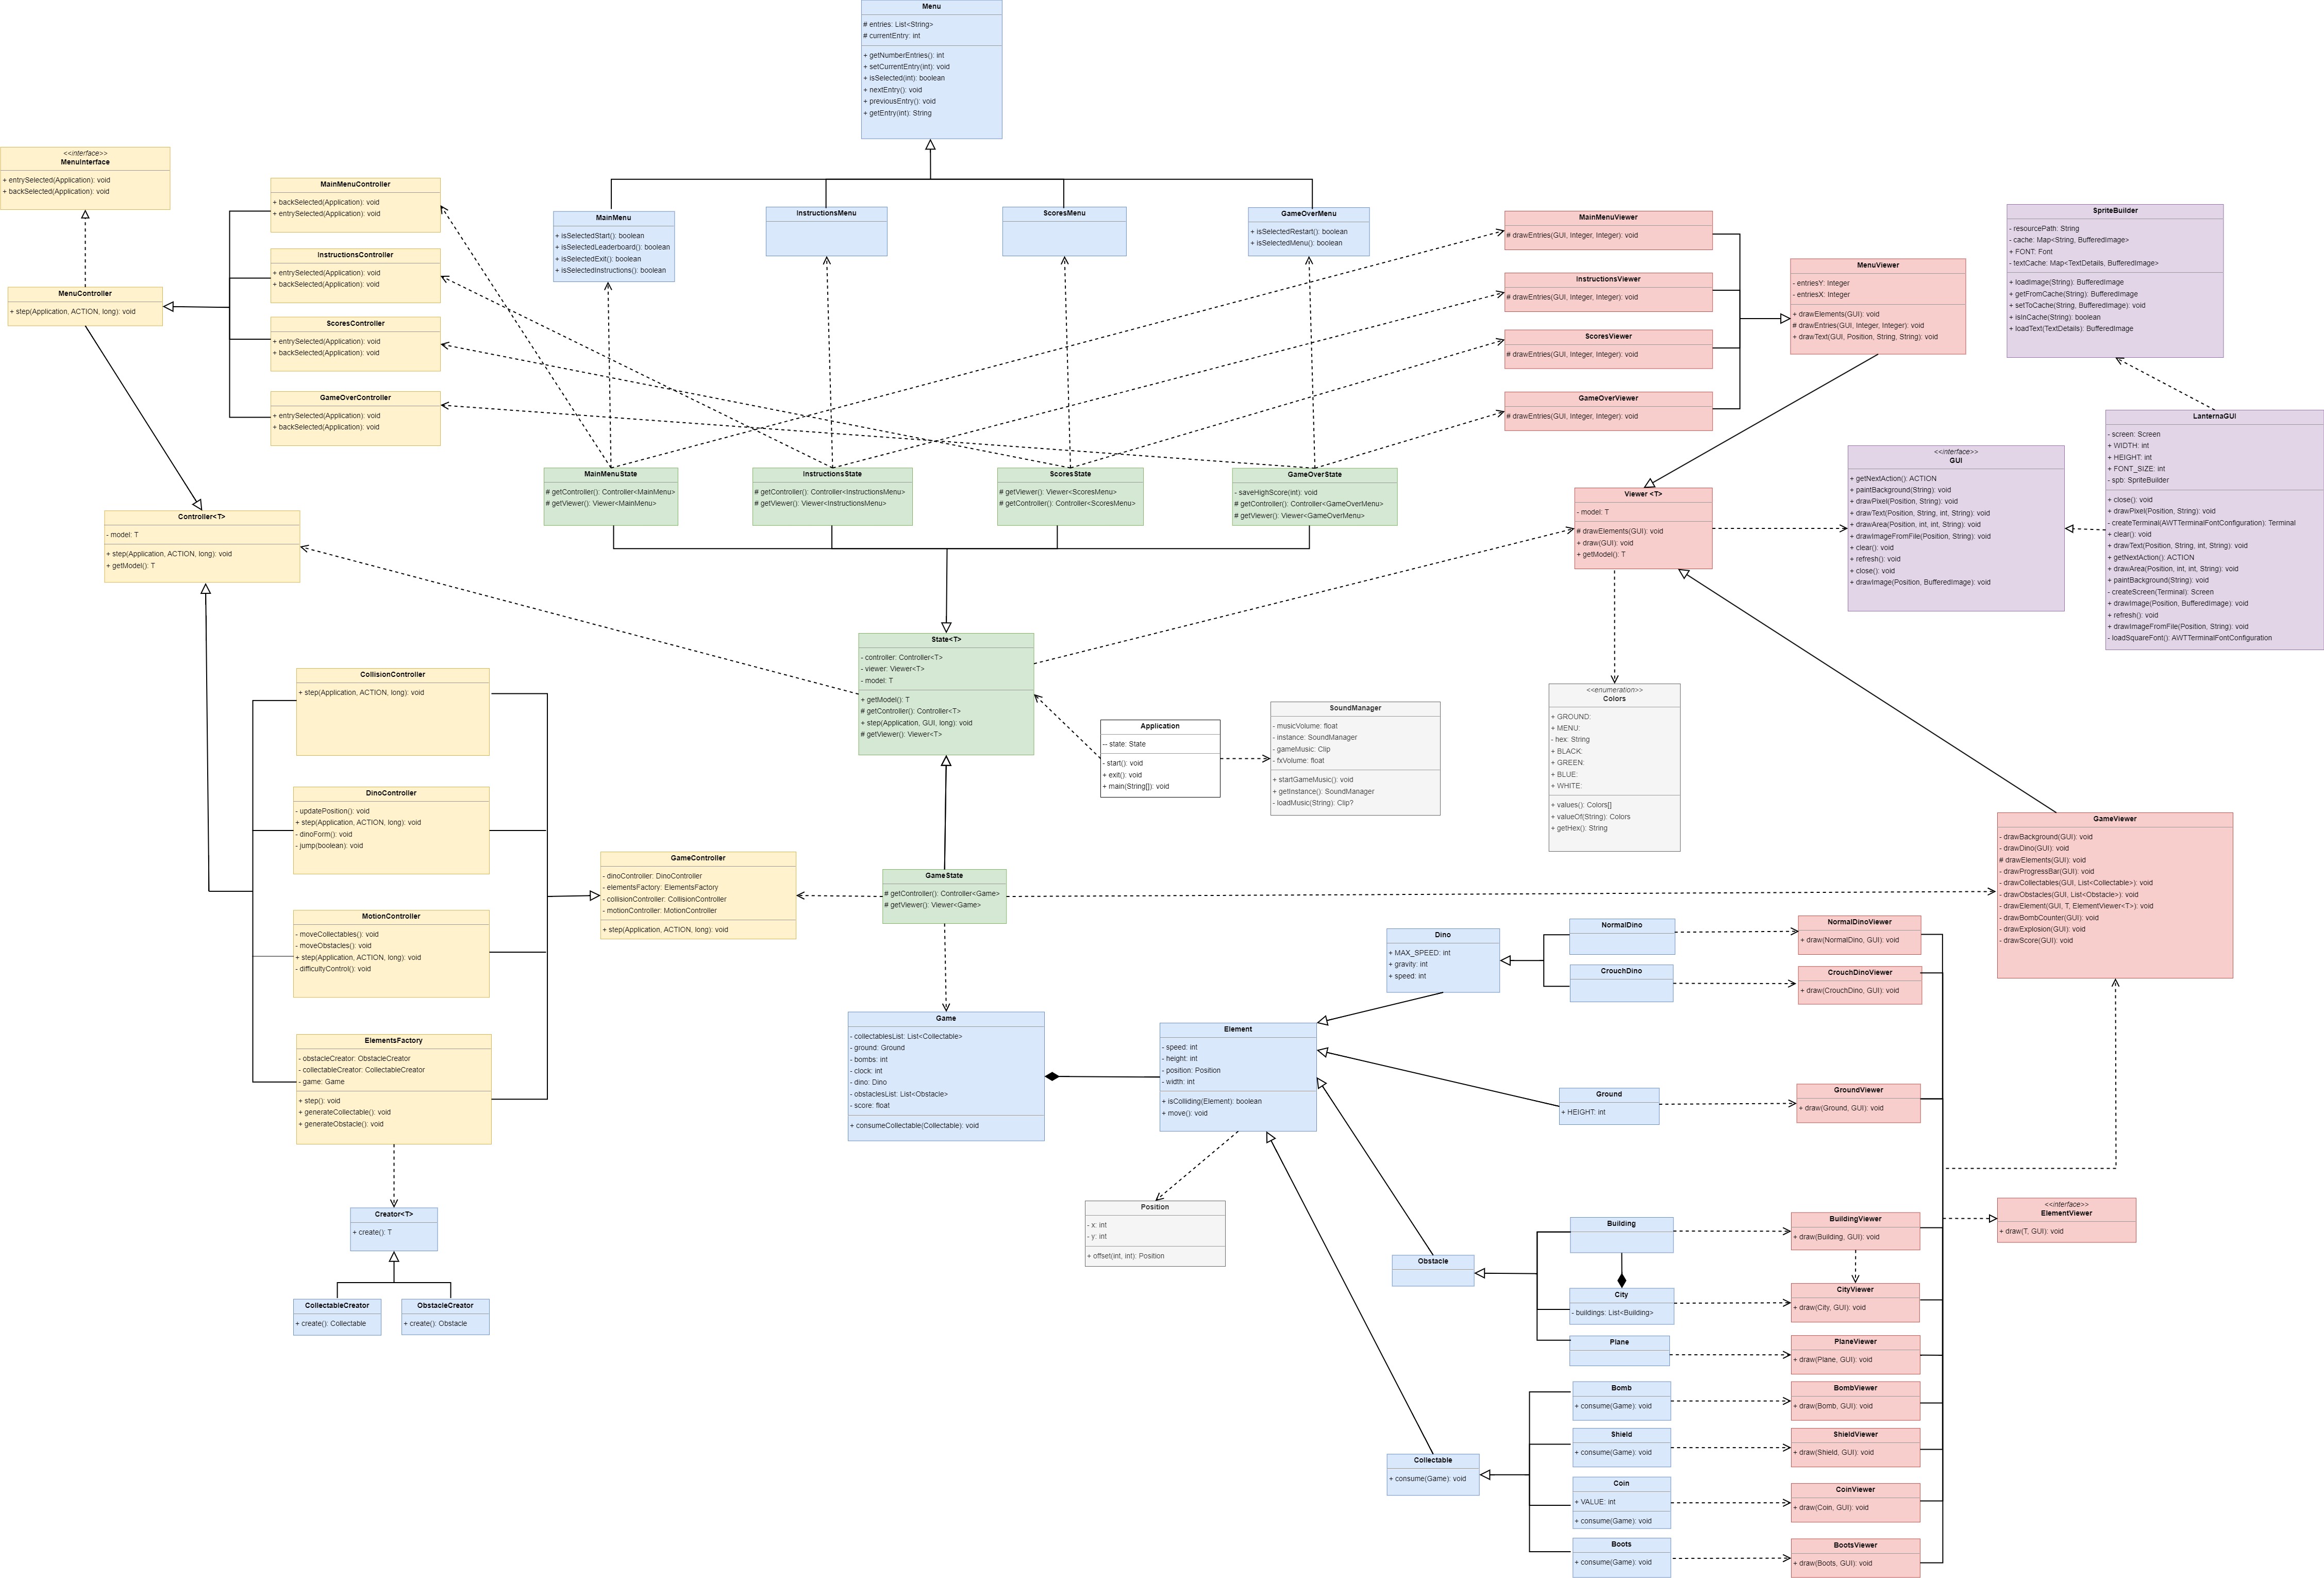 Menu
# entries: List<String>
# currentEntry: int
+ getNumberEntries(): int
+ setCurrentEntry(int): void
+ isSelected(int): boolean
+ nextEntry(): void
+ previousEntry(): void
+ getEntry(int): String
<<interface>>
MenuInterface
+ entrySelected(Application): void
+ backSelected(Application): void
MainMenuController
+ backSelected(Application): void
+ entrySelected(Application): void
InstructionsController
+ entrySelected(Application): void
+ backSelected(Application): void
ScoresController
+ entrySelected(Application): void
+ backSelected(Application): void
GameOverController
+ entrySelected(Application): void
+ backSelected(Application): void
MenuController
+ step(Application, ACTION, long): void
MainMenu
+ isSelectedStart(): boolean
+ isSelectedLeaderboard(): boolean
+ isSelectedExit(): boolean
+ isSelectedInstructions(): boolean
InstructionsMenu
ScoresMenu
GameOverMenu
+ isSelectedRestart(): boolean
+ isSelectedMenu(): boolean
MainMenuViewer
# drawEntries(GUI, Integer, Integer): void
InstructionsViewer
# drawEntries(GUI, Integer, Integer): void
ScoresViewer
# drawEntries(GUI, Integer, Integer): void
GameOverViewer
# drawEntries(GUI, Integer, Integer): void
MenuViewer
- entriesY: Integer
- entriesX: Integer
+ drawElements(GUI): void
# drawEntries(GUI, Integer, Integer): void
+ drawText(GUI, Position, String, String): void
SpriteBuilder
- resourcePath: String
- cache: Map<String, BufferedImage>
+ FONT: Font
- textCache: Map<TextDetails, BufferedImage>
+ loadImage(String): BufferedImage
+ getFromCache(String): BufferedImage
+ setToCache(String, BufferedImage): void
+ isInCache(String): boolean
+ loadText(TextDetails): BufferedImage
LanternaGUI
- screen: Screen
+ WIDTH: int
+ HEIGHT: int
+ FONT_SIZE: int
- spb: SpriteBuilder
+ close(): void
+ drawPixel(Position, String): void
- createTerminal(AWTTerminalFontConfiguration): Terminal
+ clear(): void
+ drawText(Position, String, int, String): void
+ getNextAction(): ACTION
+ drawArea(Position, int, int, String): void
+ paintBackground(String): void
- createScreen(Terminal): Screen
+ drawImage(Position, BufferedImage): void
+ refresh(): void
+ drawImageFromFile(Position, String): void
- loadSquareFont(): AWTTerminalFontConfiguration
<<interface>>
GUI
+ getNextAction(): ACTION
+ paintBackground(String): void
+ drawPixel(Position, String): void
+ drawText(Position, String, int, String): void
+ drawArea(Position, int, int, String): void
+ drawImageFromFile(Position, String): void
+ clear(): void
+ refresh(): void
+ close(): void
+ drawImage(Position, BufferedImage): void
MainMenuState
# getController(): Controller<MainMenu>
# getViewer(): Viewer<MainMenu>
InstructionsState
# getController(): Controller<InstructionsMenu>
# getViewer(): Viewer<InstructionsMenu>
ScoresState
# getViewer(): Viewer<ScoresMenu>
# getController(): Controller<ScoresMenu>
GameOverState
- saveHighScore(int): void
# getController(): Controller<GameOverMenu>
# getViewer(): Viewer<GameOverMenu>
Viewer <T>
- model: T
# drawElements(GUI): void
+ draw(GUI): void
+ getModel(): T
Controller<T>
- model: T
+ step(Application, ACTION, long): void
+ getModel(): T
State<T>
- controller: Controller<T>
- viewer: Viewer<T>
- model: T
+ getModel(): T
# getController(): Controller<T>
+ step(Application, GUI, long): void
# getViewer(): Viewer<T>
Application
-- state: State
- start(): void
+ exit(): void
+ main(String[]): void
SoundManager
- musicVolume: float
- instance: SoundManager
- gameMusic: Clip
- fxVolume: float
+ startGameMusic(): void
+ getInstance(): SoundManager
- loadMusic(String): Clip?
<<enumeration>>
Colors
+ GROUND:
+ MENU:
- hex: String
+ BLACK:
+ GREEN:
+ BLUE:
+ WHITE:
+ values(): Colors[]
+ valueOf(String): Colors
+ getHex(): String
CollisionController
+ step(Application, ACTION, long): void
DinoController
- updatePosition(): void
+ step(Application, ACTION, long): void
- dinoForm(): void
- jump(boolean): void
MotionController
- moveCollectables(): void
- moveObstacles(): void
+ step(Application, ACTION, long): void
- difficultyControl(): void
ElementsFactory
- obstacleCreator: ObstacleCreator
- collectableCreator: CollectableCreator
- game: Game
+ step(): void
+ generateCollectable(): void
+ generateObstacle(): void
GameController
- dinoController: DinoController
- elementsFactory: ElementsFactory
- collisionController: CollisionController
- motionController: MotionController
+ step(Application, ACTION, long): void
GameState
# getController(): Controller<Game>
# getViewer(): Viewer<Game>
GameViewer
- drawBackground(GUI): void
- drawDino(GUI): void
# drawElements(GUI): void
- drawProgressBar(GUI): void
- drawCollectables(GUI, List<Collectable>): void
- drawObstacles(GUI, List<Obstacle>): void
- drawElement(GUI, T, ElementViewer<T>): void
- drawBombCounter(GUI): void
- drawExplosion(GUI): void
- drawScore(GUI): void
Game
- collectablesList: List<Collectable>
- ground: Ground
- bombs: int
- clock: int
- dino: Dino
- obstaclesList: List<Obstacle>
- score: float
+ consumeCollectable(Collectable): void
Element
- speed: int
- height: int
- position: Position
- width: int
+ isColliding(Element): boolean
+ move(): void
Position
- x: int
- y: int
+ offset(int, int): Position
Dino
+ MAX_SPEED: int
+ gravity: int
+ speed: int
NormalDino
CrouchDino
NormalDinoViewer
+ draw(NormalDino, GUI): void
CrouchDinoViewer
+ draw(CrouchDino, GUI): void
Ground
+ HEIGHT: int
GroundViewer
+ draw(Ground, GUI): void
<<interface>>
ElementViewer
+ draw(T, GUI): void
Creator<T>
+ create(): T
CollectableCreator
+ create(): Collectable
ObstacleCreator
+ create(): Obstacle
Obstacle
Building
City
- buildings: List<Building>
Plane
BuildingViewer
+ draw(Building, GUI): void
CityViewer
+ draw(City, GUI): void
PlaneViewer
+ draw(Plane, GUI): void
Collectable
+ consume(Game): void
Bomb
+ consume(Game): void
Shield
+ consume(Game): void
Coin
+ VALUE: int
+ consume(Game): void
Boots
+ consume(Game): void
BombViewer
+ draw(Bomb, GUI): void
ShieldViewer
+ draw(Shield, GUI): void
CoinViewer
+ draw(Coin, GUI): void
BootsViewer
+ draw(Boots, GUI): void